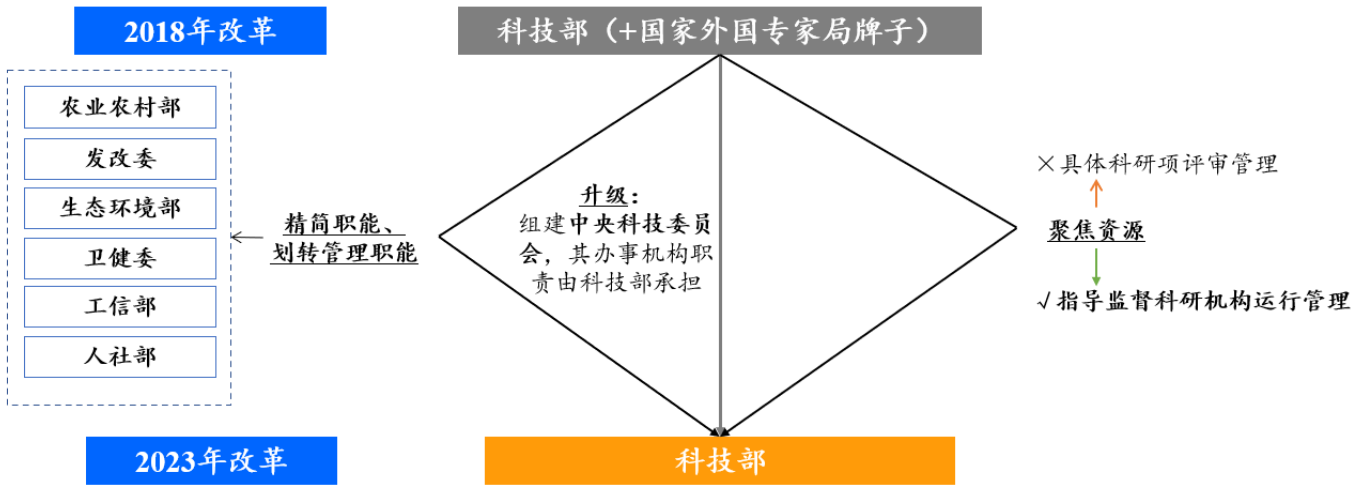 2018年改革
科技部（+国家外国专家局牌子）
农业农村部
发改委
生态环境部
卫健委
工信部
人社部
精简职能、
划转管理职能
升级：
组建中央科技委员
会，其办事机构职
责由科技部承担
×具体科研项评审管理
聚焦资源
√指导监督科研机构运行管理
2023年改革
科技部